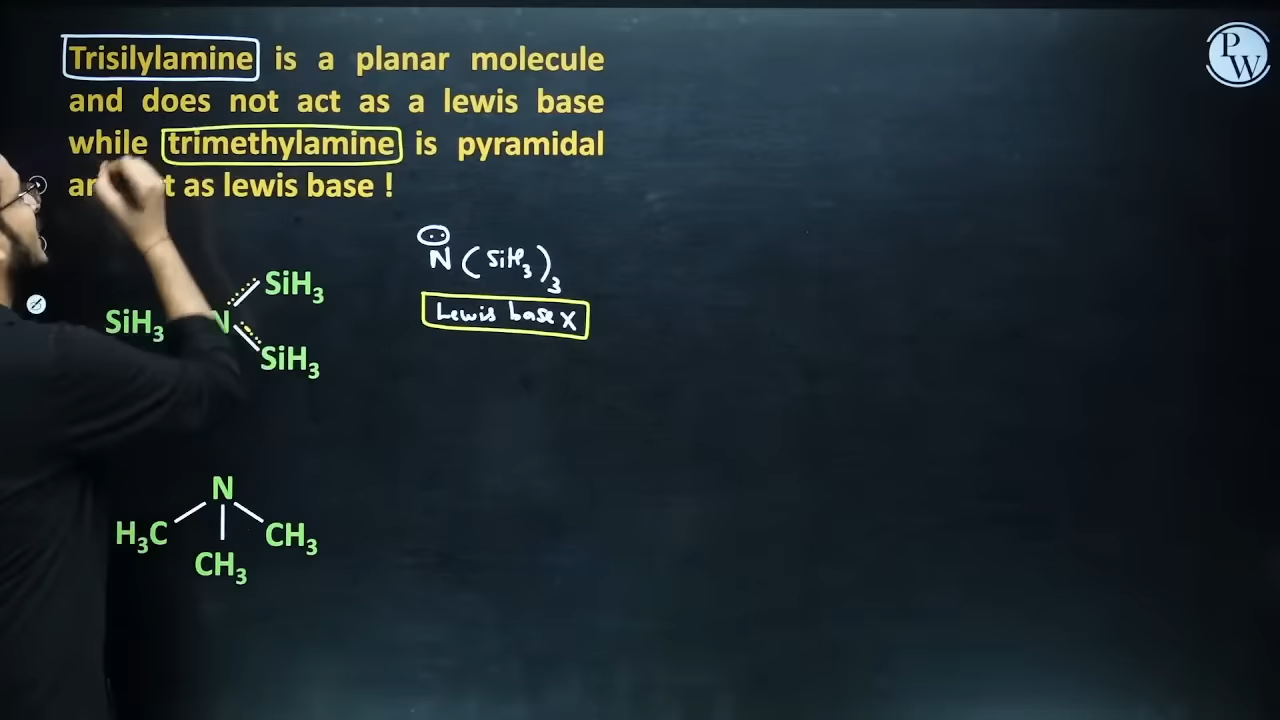 Trisilylamine is a planar molecule
and does not act as a lewis base
while trimethylamine is pyramidal
as lewis base !
N (SiH3)3
Lewis base X
SiH3
SiH3 N
SiH3
N
H3C CH3
CH3
PW